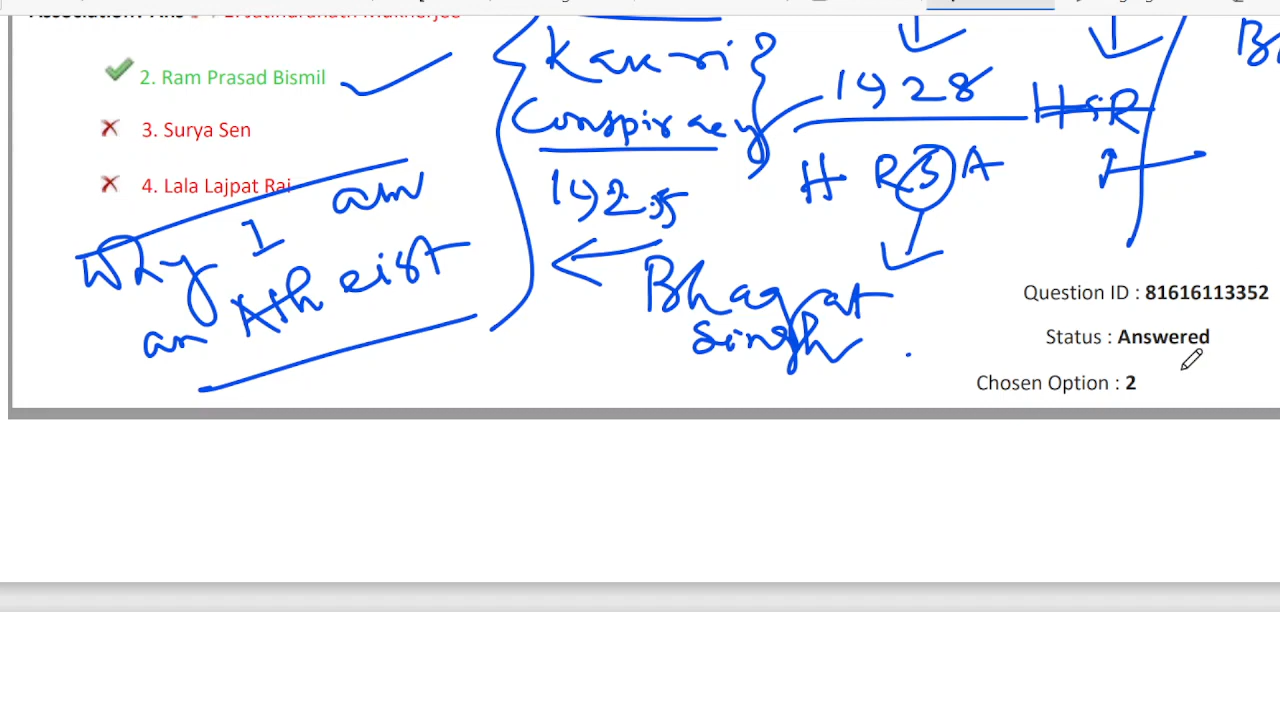 2. Ram Prasad Bismil
3. Surya Sen
4. Lala Lajpat Rai
Kakori
Conspiracy
1925
1928
HSR
H R S A
Why I am
an Atheist
Bhagat
Singh
Question ID : 81616113352
Status : Answered
Chosen Option : 2